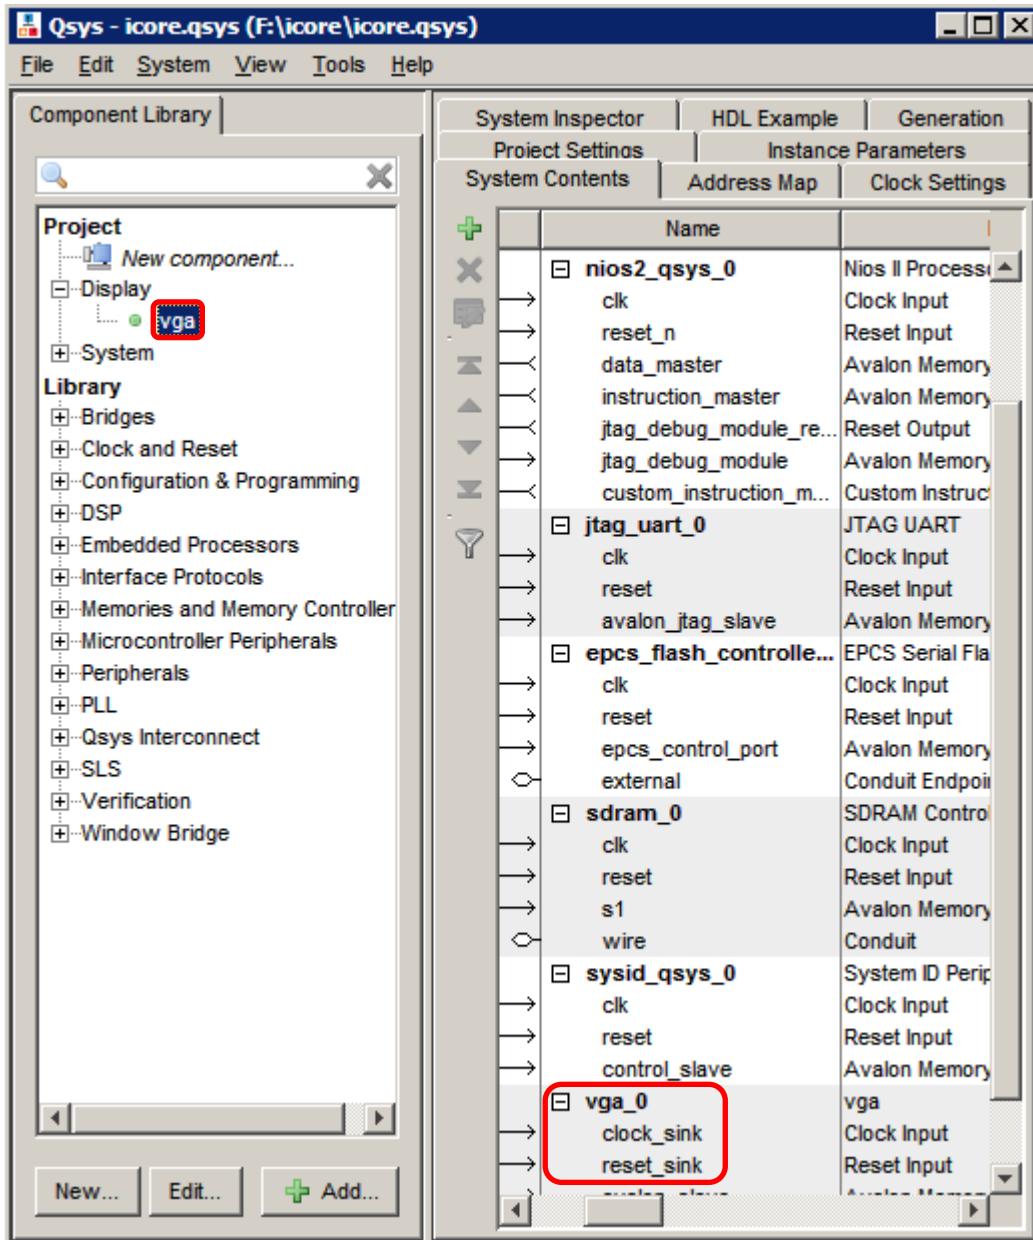 Qsys - icore.qsys (F:\icore\icore.qsys)
File Edit System View Tools Help
Component Library
Project
New component...
Display
vga
System
Library
Bridges
Clock and Reset
Configuration & Programming
DSP
Embedded Processors
Interface Protocols
Memories and Memory Controller
Microcontroller Peripherals
Peripherals
PLL
Qsys Interconnect
SLS
Verification
Window Bridge
New... Edit... Add...
System Inspector HDL Example Generation
Project Settings Instance Parameters
System Contents Address Map Clock Settings
Name
nios2_qsys_0 Nios II Process
clk Clock Input
reset_n Reset Input
data_master Avalon Memory
instruction_master Avalon Memory
jtag_debug_module_re... Reset Output
jtag_debug_module Avalon Memory
custom_instruction_m... Custom Instruc
jtag_uart_0 JTAG UART
clk Clock Input
reset Reset Input
avalon_jtag_slave Avalon Memory
epcs_flash_controlle... EPCS Serial Fla
clk Clock Input
reset Reset Input
epcs_control_port Avalon Memory
external Conduit Endpoi
sdram_0 SDRAM Contro
clk Clock Input
reset Reset Input
s1 Avalon Memory
wire Conduit
sysid_qsys_0 System ID Perip
clk Clock Input
reset Reset Input
control_slave Avalon Memory
vga_0 vga
clock_sink Clock Input
reset_sink Reset Input